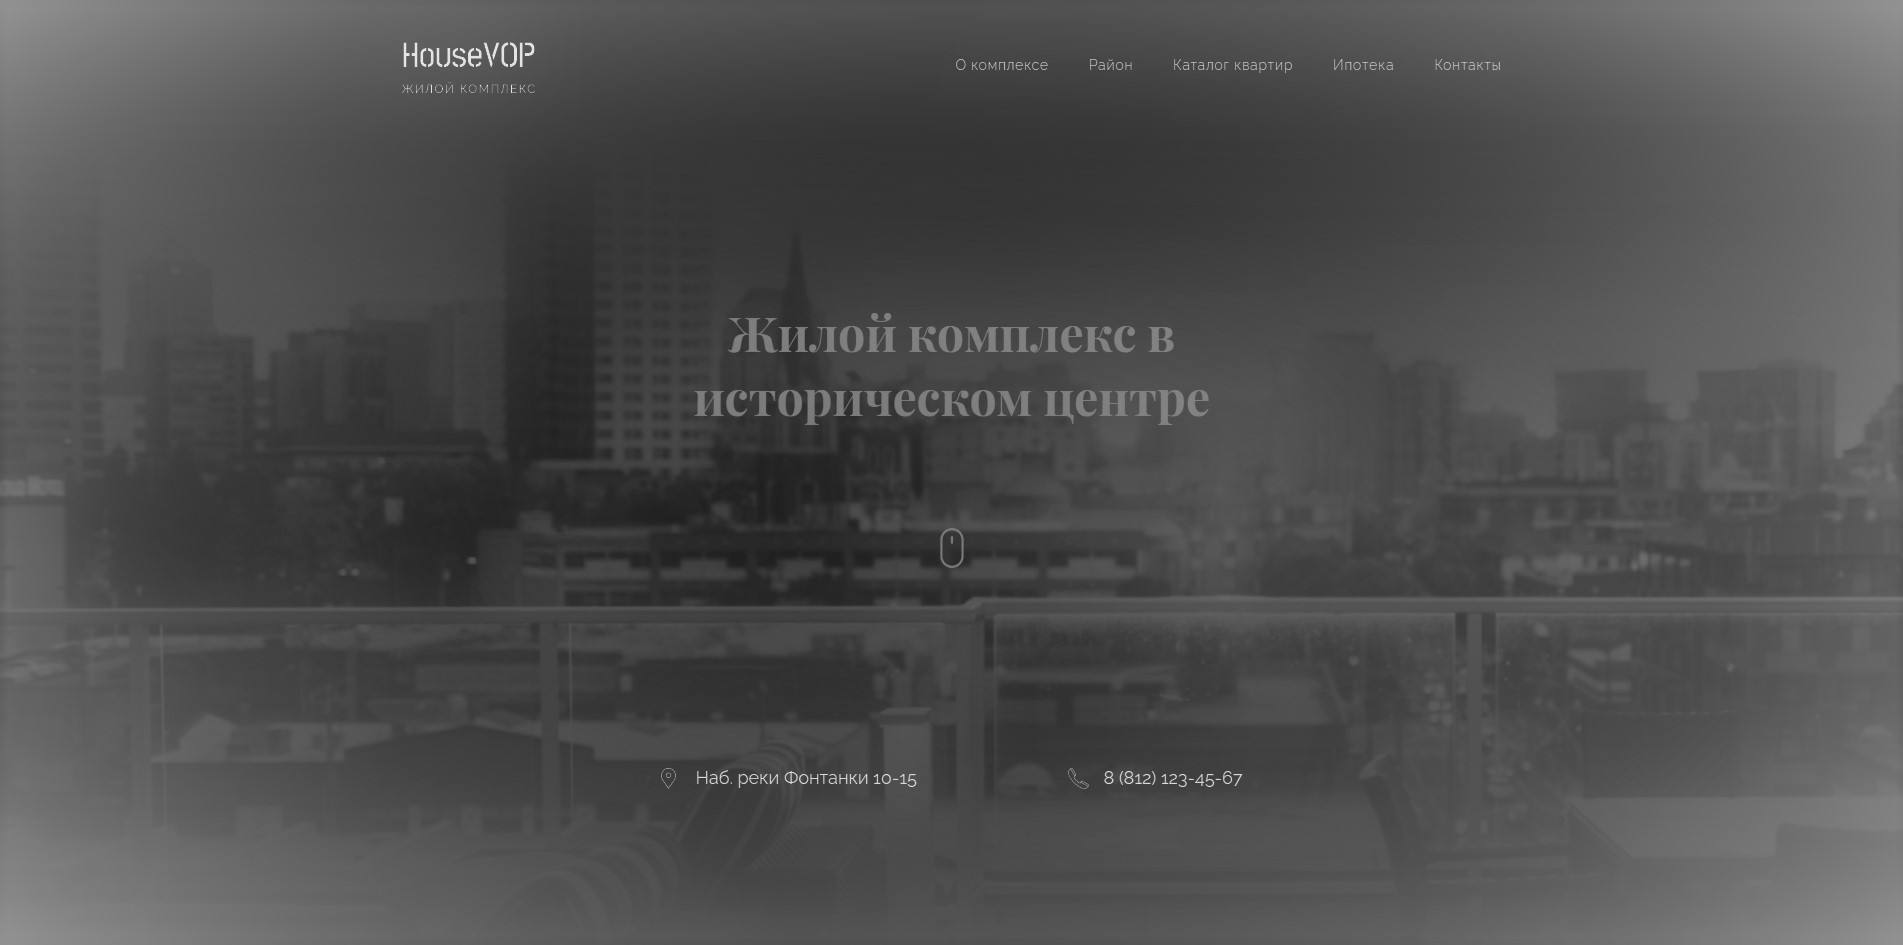 HouseVOP
ЖИЛОЙ КОМПЛЕКС
О комплексе
Район
Каталог квартир
Ипотека
Контакты
Жилой комплекс в
историческом центре
Наб. реки Фонтанки 10-15
8 (812) 123-45-67